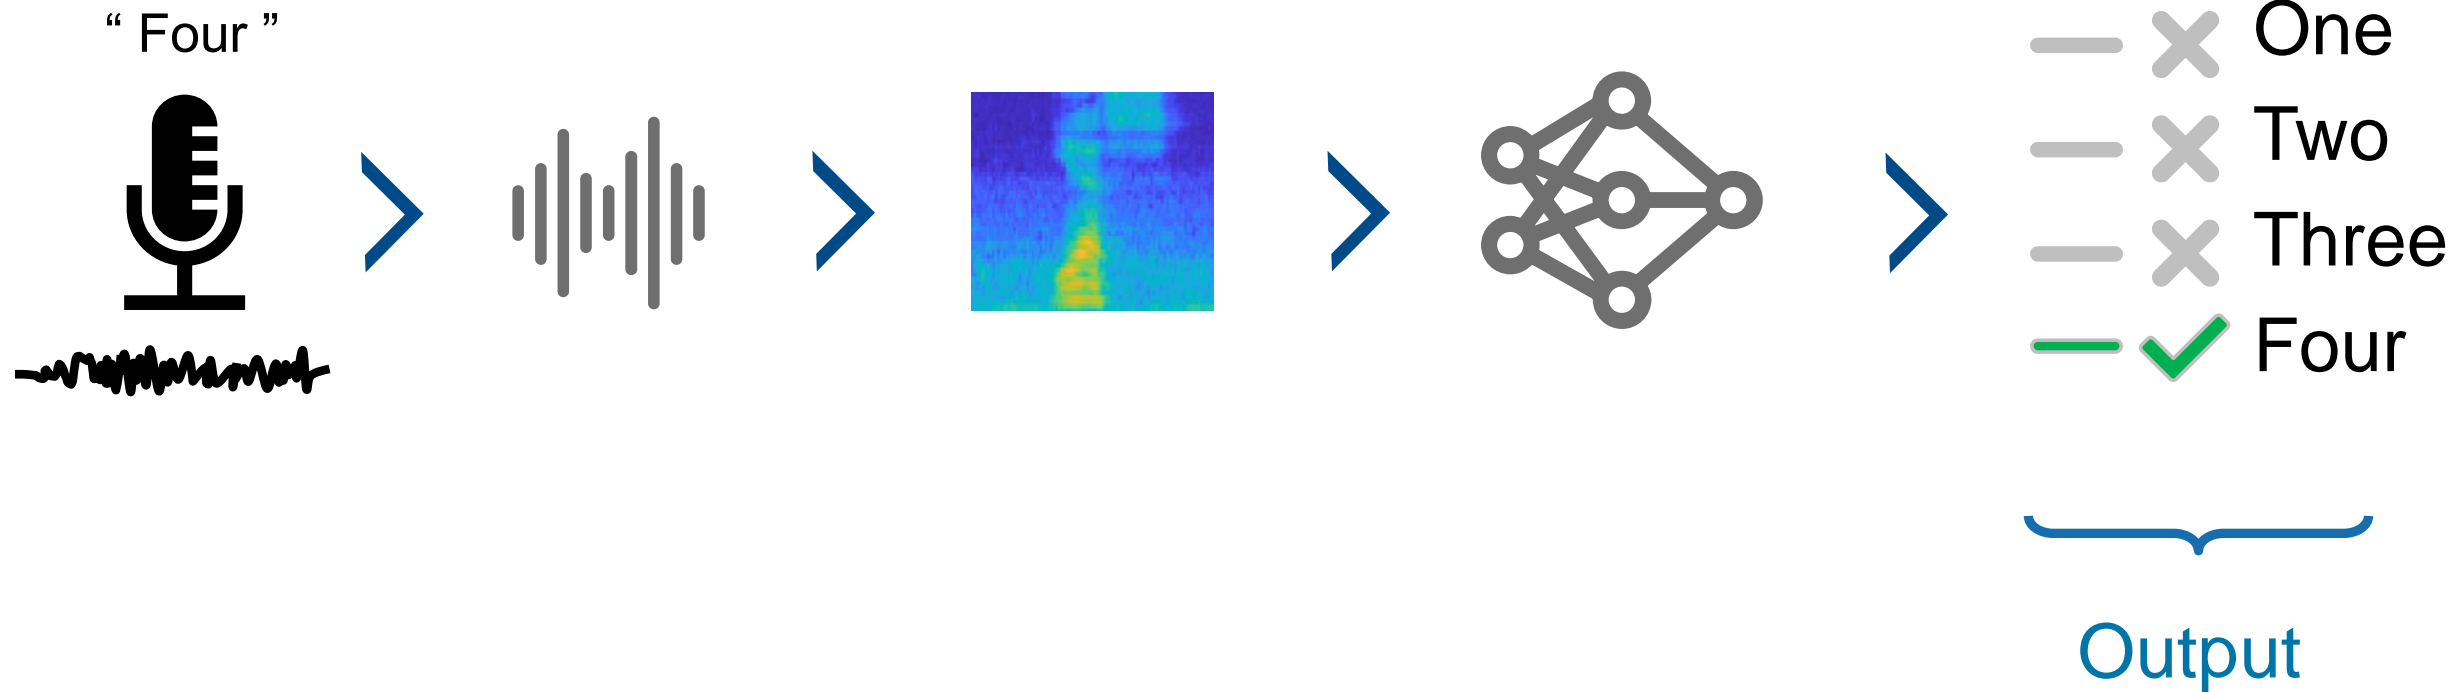 “ Four ”
One
Two
Three
Four
Output